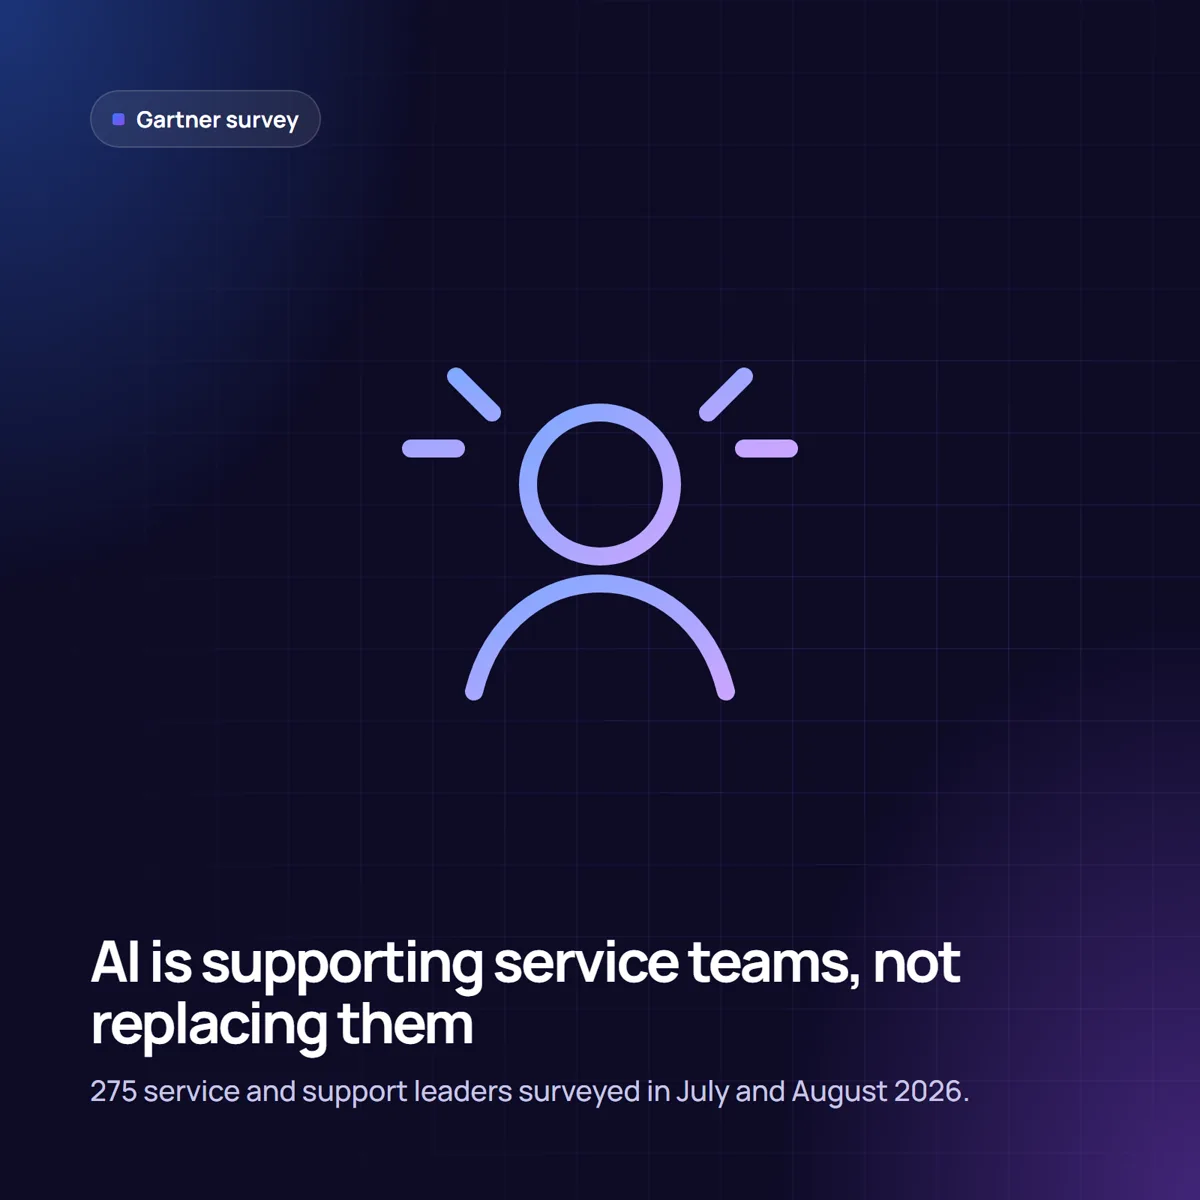 Gartner survey
AI is supporting service teams, not
replacing them
275 service and support leaders surveyed in July and August 2026.